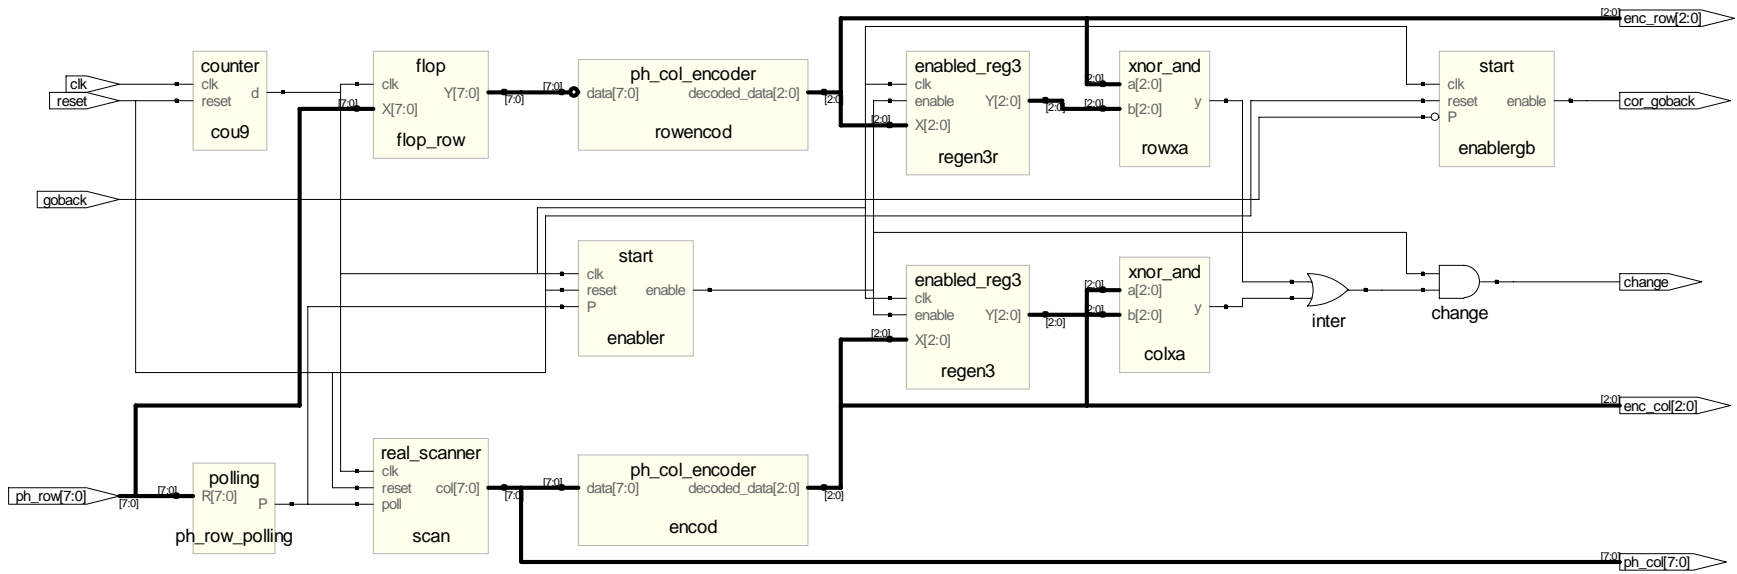 [2:0] enc_row[2:0]
counter
clk
reset
d
cou9
clk
reset
flop
clk
X[7:0]
Y[7:0]
flop_row
[7:0]
[7:0]
[7:0]
ph_col_encoder
data[7:0] decoded_data[2:0]
rowencod
[2:0]
enabled_reg3
clk
enable
Y[2:0]
X[2:0]
regen3r
[2:0]
[2:0]
[2:0]
[2:0]
xnor_and
a[2:0]
b[2:0]
y
rowxa
start
clk
reset
enable
P
enablergb
cor_goback
goback
start
clk
reset
enable
P
enabler
[2:0]
enabled_reg3
clk
enable
Y[2:0]
X[2:0]
regen3
[2:0]
[2:0]
[2:0]
xnor_and
a[2:0]
b[2:0]
y
colxa
inter
change
change
[2:0] enc_col[2:0]
ph_row[7:0]
[7:0]
[7:0]
polling
R[7:0]
P
ph_row_polling
real_scanner
clk
reset
col[7:0]
poll
scan
[7:0]
[7:0]
ph_col_encoder
data[7:0] decoded_data[2:0]
encod
[2:0]
[7:0] ph_col[7:0]